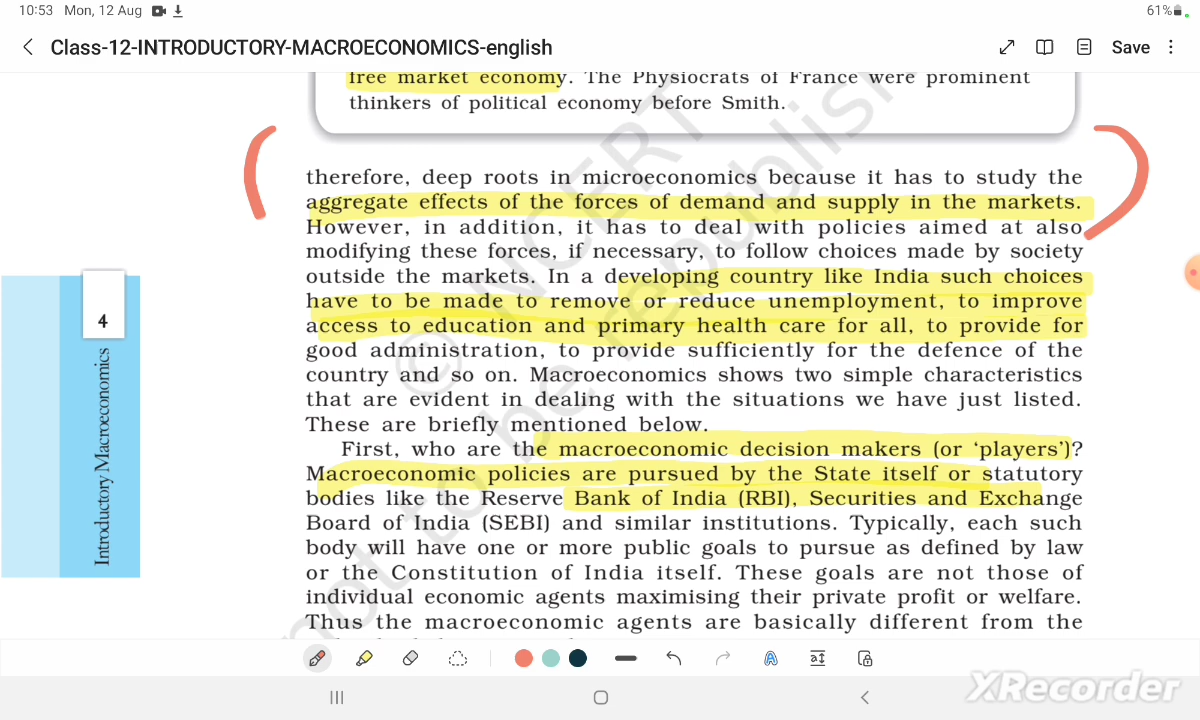 10:53 Mon, 12 Aug
61%
Class-12-INTRODUCTORY-MACROECONOMICS-english
Save
free market economy. The Physiocrats of France were prominent
thinkers of political economy before Smith.
therefore, deep roots in microeconomics because it has to study the
aggregate effects of the forces of demand and supply in the markets.
However, in addition, it has to deal with policies aimed at also
modifying these forces, if necessary, to follow choices made by society
outside the markets. In a developing country like India such choices
have to be made to remove or reduce unemployment, to improve
access to education and primary health care for all, to provide for
good administration, to provide sufficiently for the defence of the
country and so on. Macroeconomics shows two simple characteristics
that are evident in dealing with the situations we have just listed.
These are briefly mentioned below.
First, who are the macroeconomic decision makers (or ‘players’)?
Macroeconomic policies are pursued by the State itself or statutory
bodies like the Reserve Bank of India (RBI), Securities and Exchange
Board of India (SEBI) and similar institutions. Typically, each such
body will have one or more public goals to pursue as defined by law
or the Constitution of India itself. These goals are not those of
individual economic agents maximising their private profit or welfare.
Thus the macroeconomic agents are basically different from the
4
Introductory Macroeconomics
© NCERT
not to be republis
XRecorder